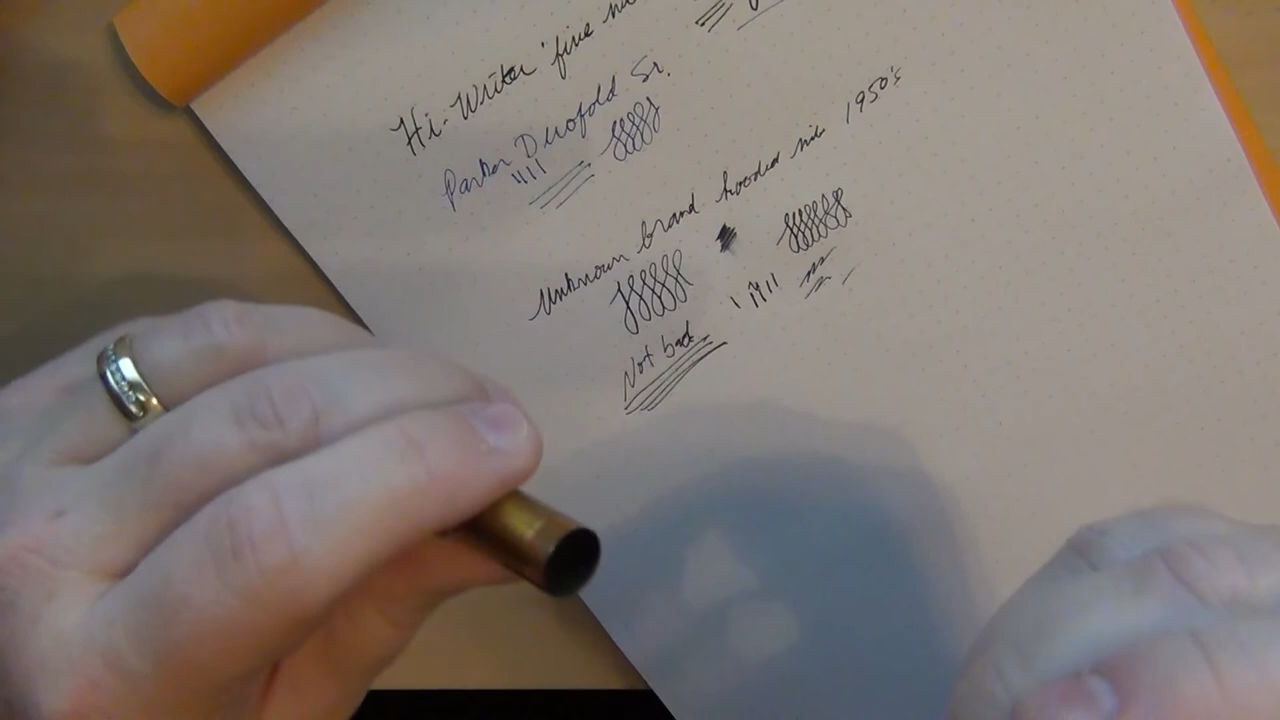 Hi-Writer 'fine
Parker Duofold Sr.
Unknown brand hooded nib 1950's
Not bad